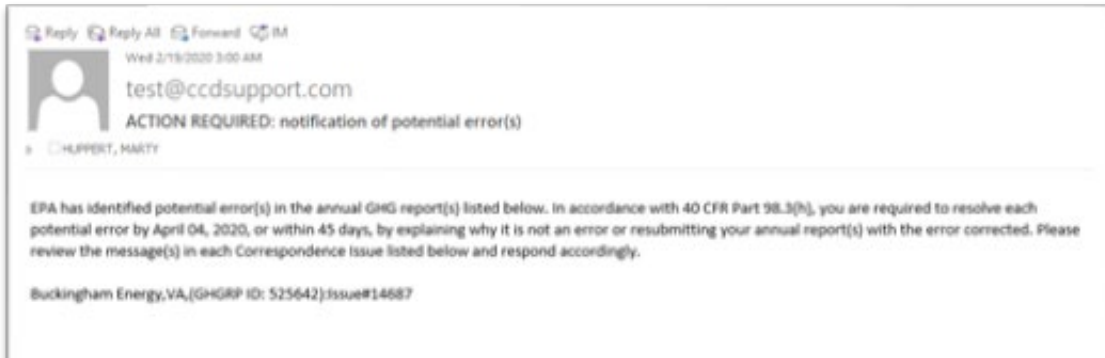 Reply Reply All Forward IM
Wed 2/19/2020 3:00 AM
test@ccdsupport.com
ACTION REQUIRED: notification of potential error(s)
HUPPERT, MARTY
EPA has identified potential error(s) in the annual GHG report(s) listed below. In accordance with 40 CFR Part 98.3(h), you are required to resolve each
potential error by April 04, 2020, or within 45 days, by explaining why it is not an error or resubmitting your annual report(s) with the error corrected. Please
review the message(s) in each Correspondence Issue listed below and respond accordingly.
Buckingham Energy,VA,(GHGRP ID: 525642):Issue#14687